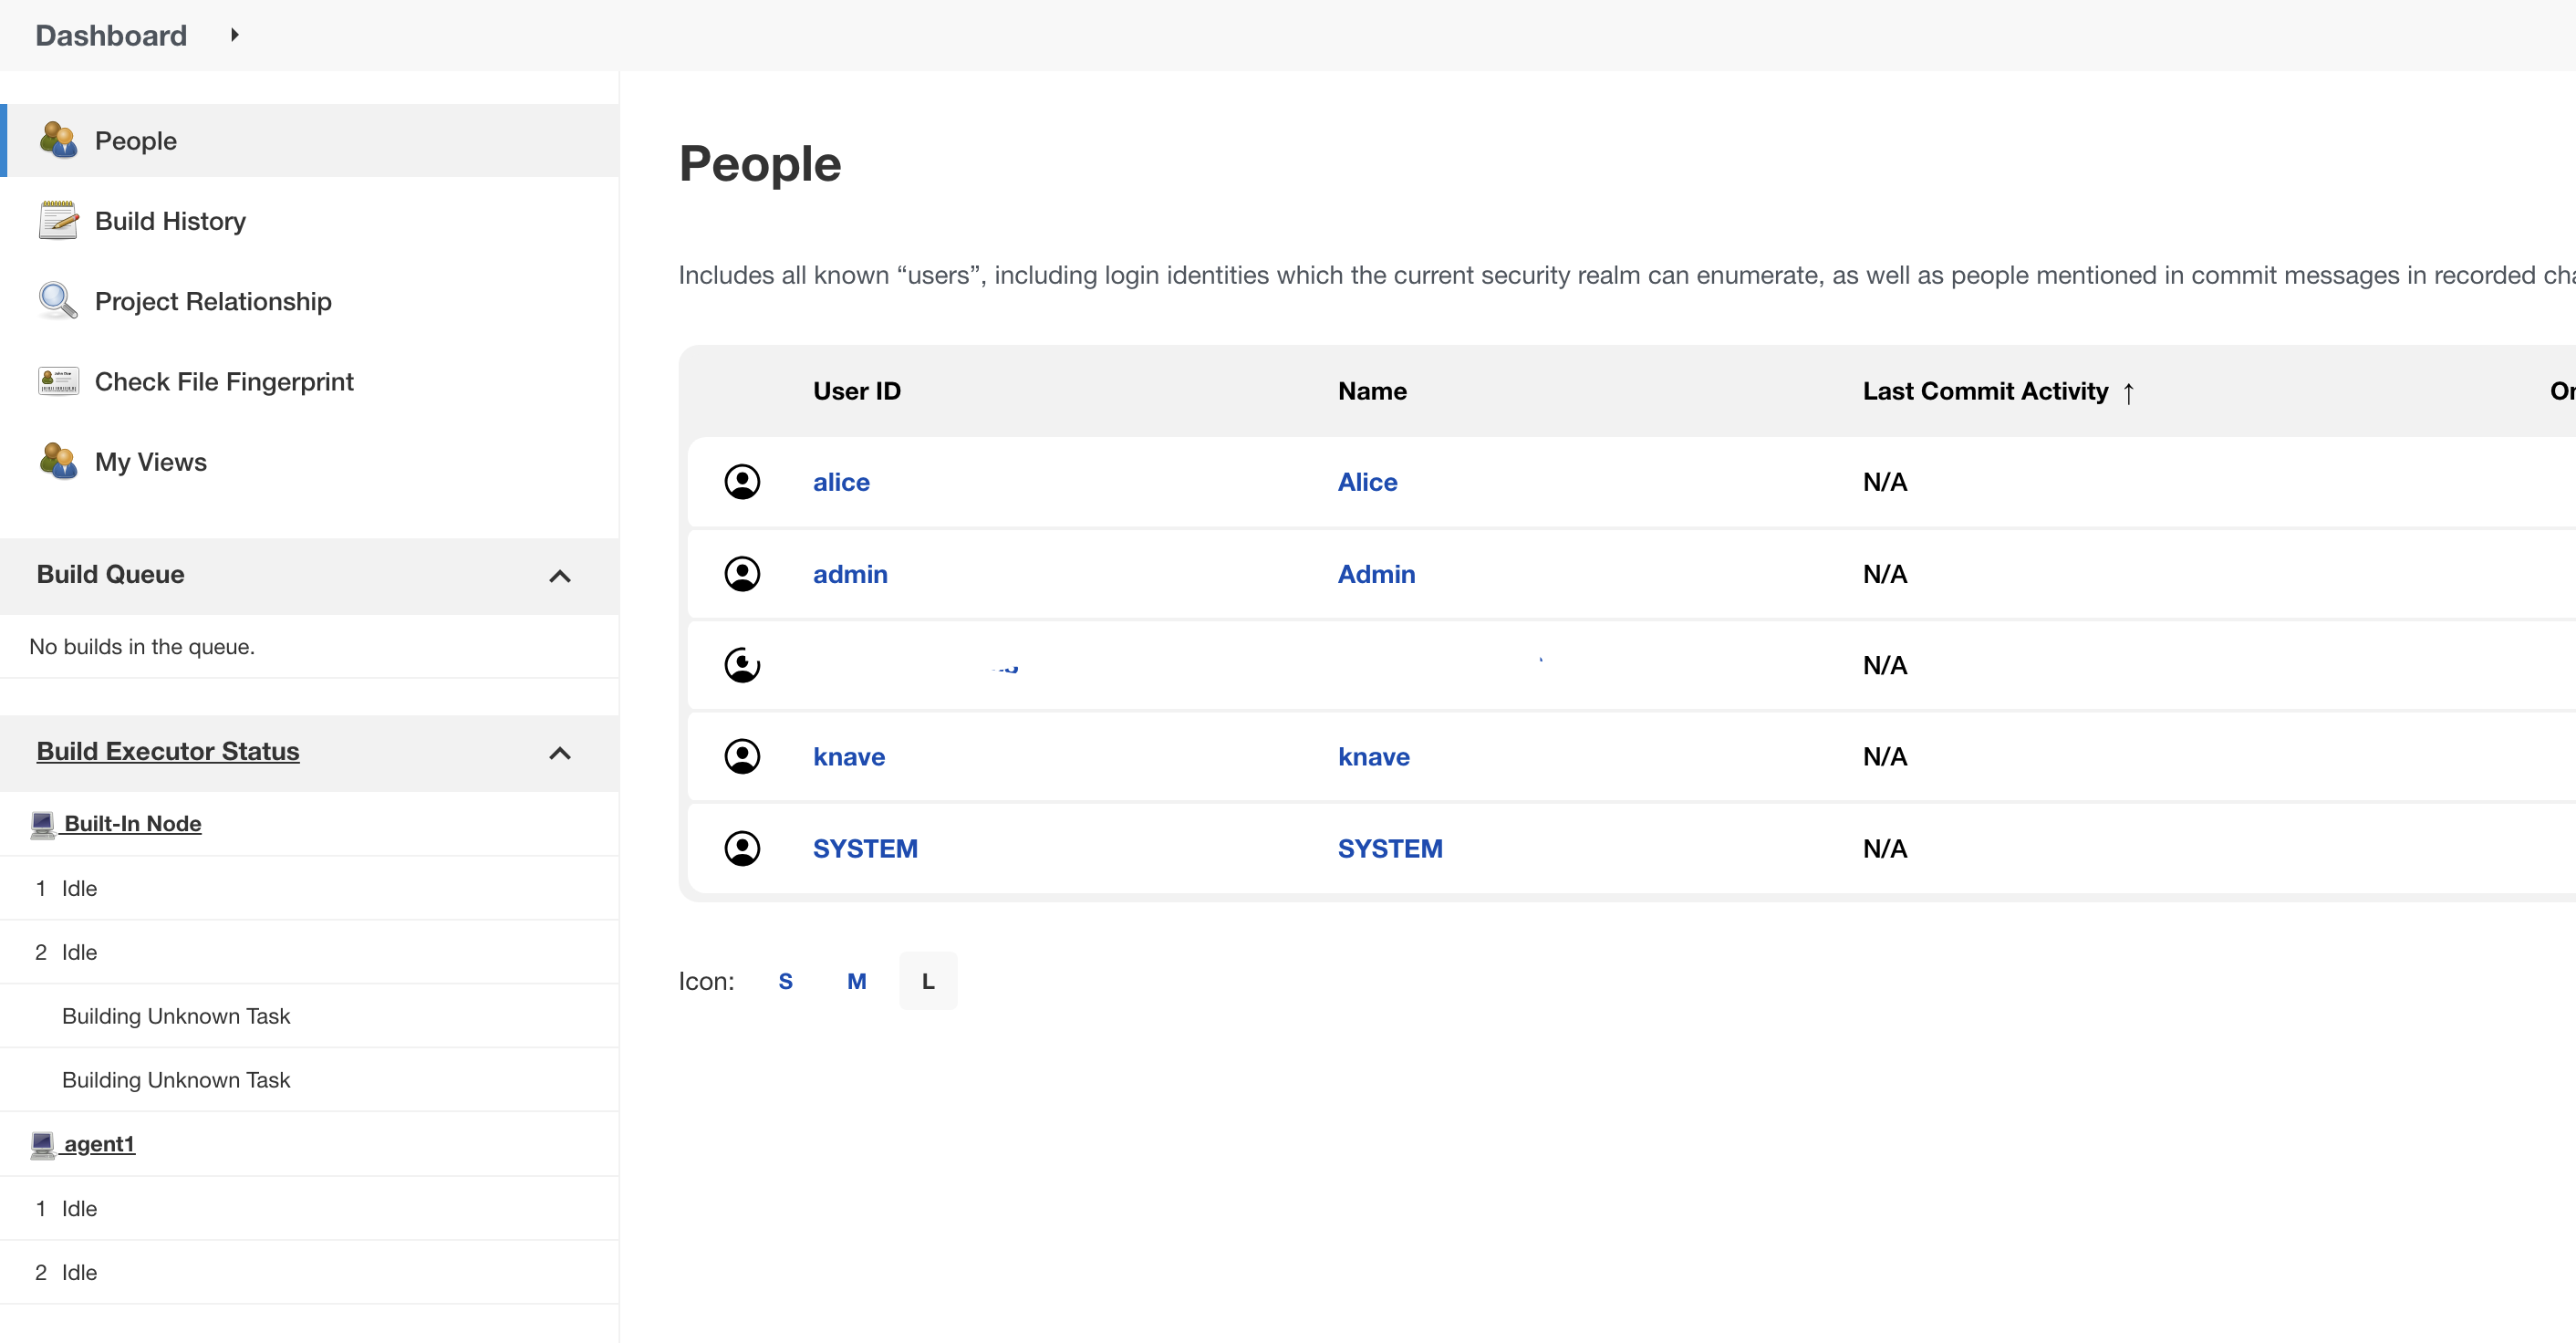 Dashboard
People
Build History
Project Relationship
Check File Fingerprint
My Views
Build Queue
No builds in the queue.
Build Executor Status
Built-In Node
1 Idle
2 Idle
Building Unknown Task
Building Unknown Task
agent1
1 Idle
2 Idle
People
Includes all known “users”, including login identities which the current security realm can enumerate, as well as people mentioned in commit messages in recorded
User ID Name Last Commit Activity ↑
alice Alice N/A
admin Admin N/A
N/A
knave knave N/A
SYSTEM SYSTEM N/A
Icon: S M L